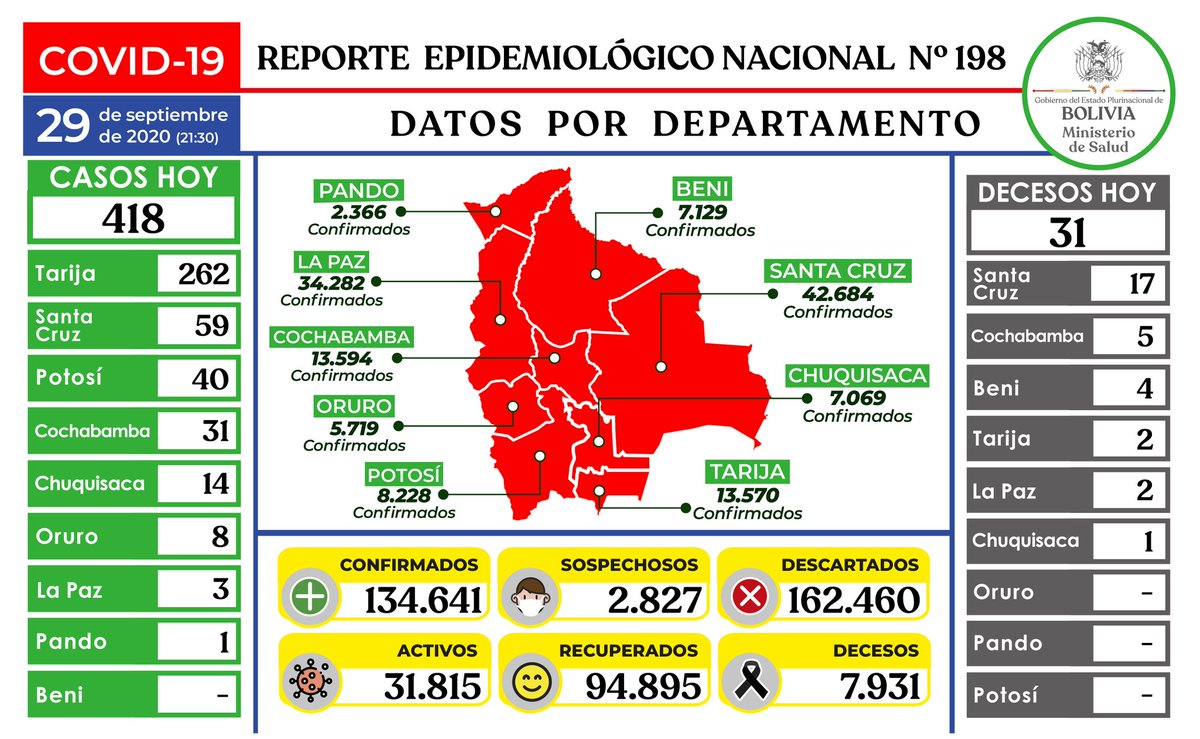 COVID-19
REPORTE EPIDEMIOLÓGICO NACIONAL Nº 198
29 de septiembre
de 2020 (21:30)
DATOS POR DEPARTAMENTO
Gobierno del Estado Plurinacional de
BOLIVIA
Ministerio
de Salud
CASOS HOY
418
Tarija 262
Santa
Cruz 59
Potosí 40
Cochabamba 31
Chuquisaca 14
Oruro 8
La Paz 3
Pando 1
Beni -
PANDO
2.366
Confirmados
LA PAZ
34.282
Confirmados
COCHABAMBA
13.594
Confirmados
ORURO
5.719
Confirmados
POTOSÍ
8.228
Confirmados
BENI
7.129
Confirmados
SANTA CRUZ
42.684
Confirmados
CHUQUISACA
7.069
Confirmados
TARIJA
13.570
Confirmados
CONFIRMADOS
134.641
SOSPECHOSOS
2.827
DESCARTADOS
162.460
ACTIVOS
31.815
RECUPERADOS
94.895
DECESOS
7.931
DECESOS HOY
31
Santa
Cruz 17
Cochabamba 5
Beni 4
Tarija 2
La Paz 2
Chuquisaca 1
Oruro -
Pando -
Potosí -